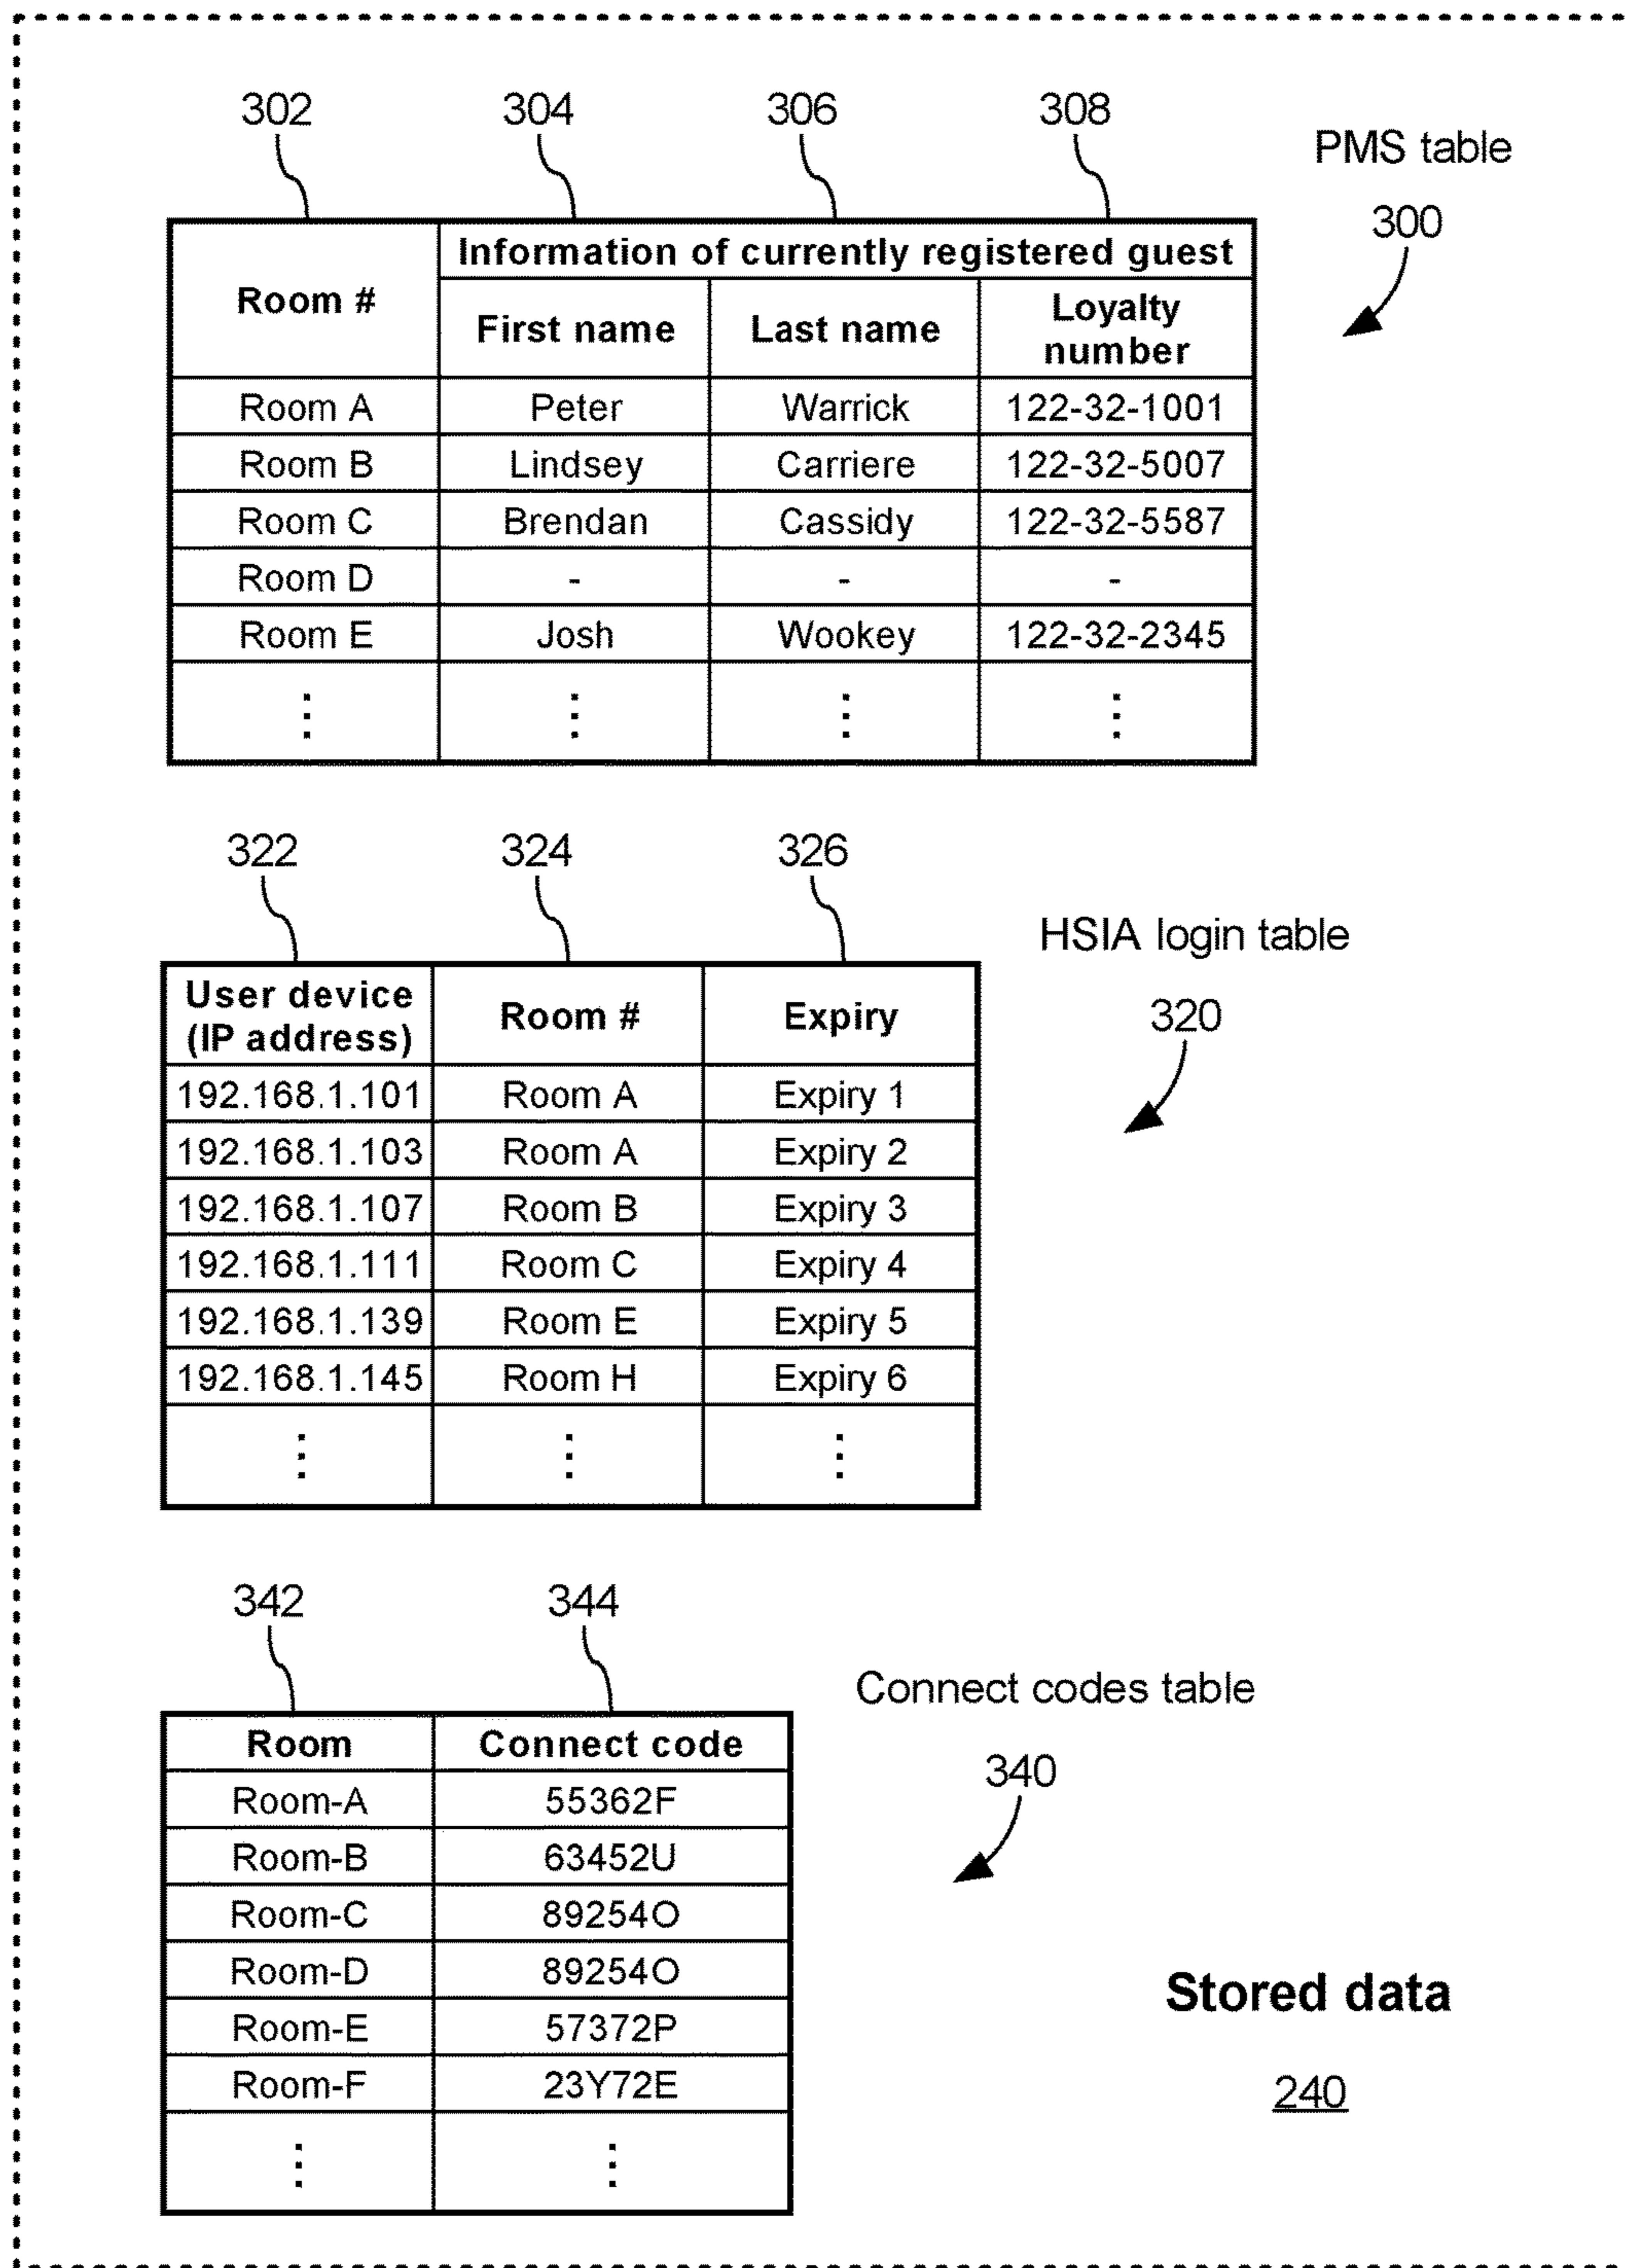 302 304 306 308
PMS table
300
Information of currently registered guest
Room # First name Last name Loyalty number
Room A Peter Warrick 122-32-1001
Room B Lindsey Carriere 122-32-5007
Room C Brendan Cassidy 122-32-5587
Room D - - -
Room E Josh Wookey 122-32-2345
⋮ ⋮ ⋮ ⋮
322 324 326
HSIA login table
320
User device (IP address) Room # Expiry
192.168.1.101 Room A Expiry 1
192.168.1.103 Room A Expiry 2
192.168.1.107 Room B Expiry 3
192.168.1.111 Room C Expiry 4
192.168.1.139 Room E Expiry 5
192.168.1.145 Room H Expiry 6
⋮ ⋮ ⋮
342 344
Connect codes table
340
Room Connect code
Room-A 55362F
Room-B 63452U
Room-C 89254O
Room-D 89254O
Room-E 57372P
Room-F 23Y72E
⋮ ⋮
Stored data
240